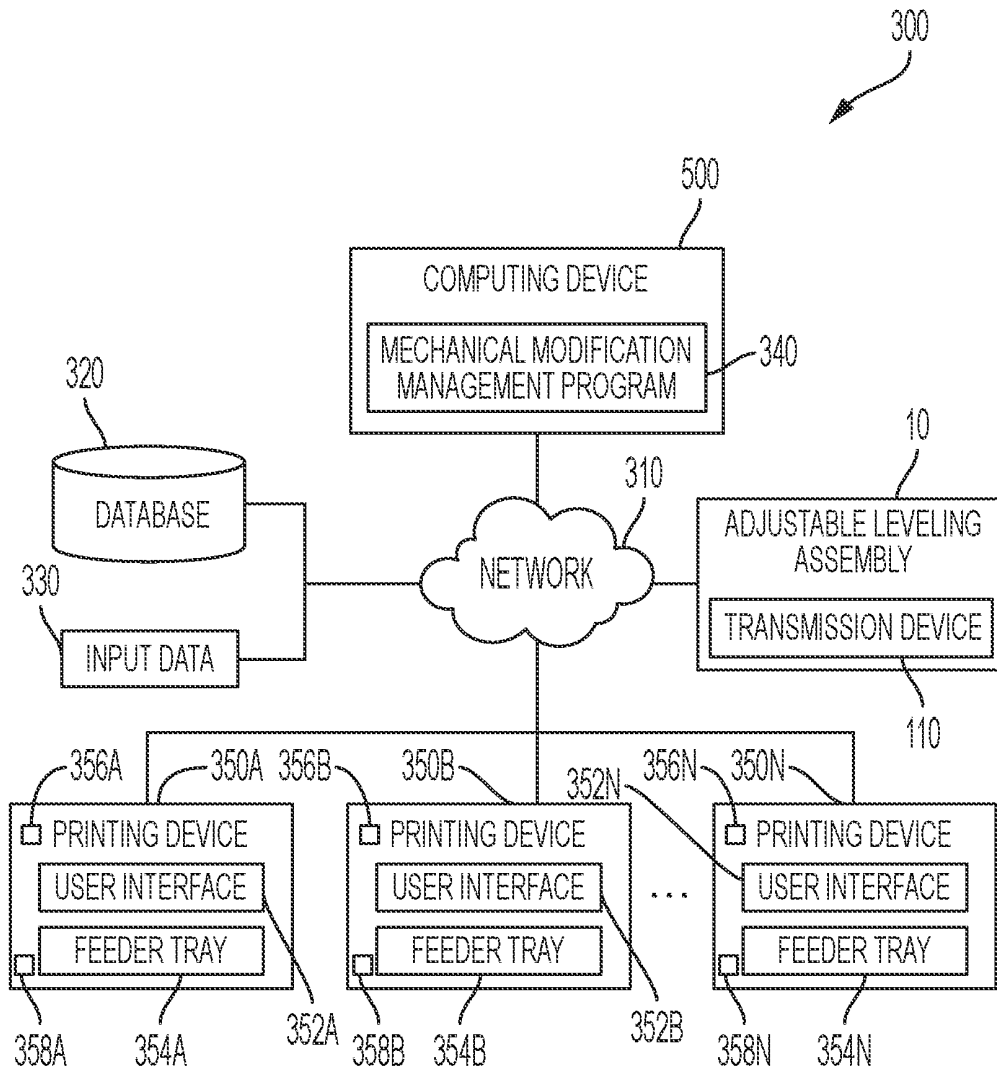 300
500
COMPUTING DEVICE
MECHANICAL MODIFICATION
MANAGEMENT PROGRAM
340
320
DATABASE
10
310
NETWORK
ADJUSTABLE LEVELING
ASSEMBLY
TRANSMISSION DEVICE
330
INPUT DATA
110
356A
350A
356B
350B
352N
356N
350N
PRINTING DEVICE
USER INTERFACE
FEEDER TRAY
PRINTING DEVICE
USER INTERFACE
FEEDER TRAY
...
PRINTING DEVICE
USER INTERFACE
FEEDER TRAY
358A
354A
352A
358B
354B
352B
358N
354N